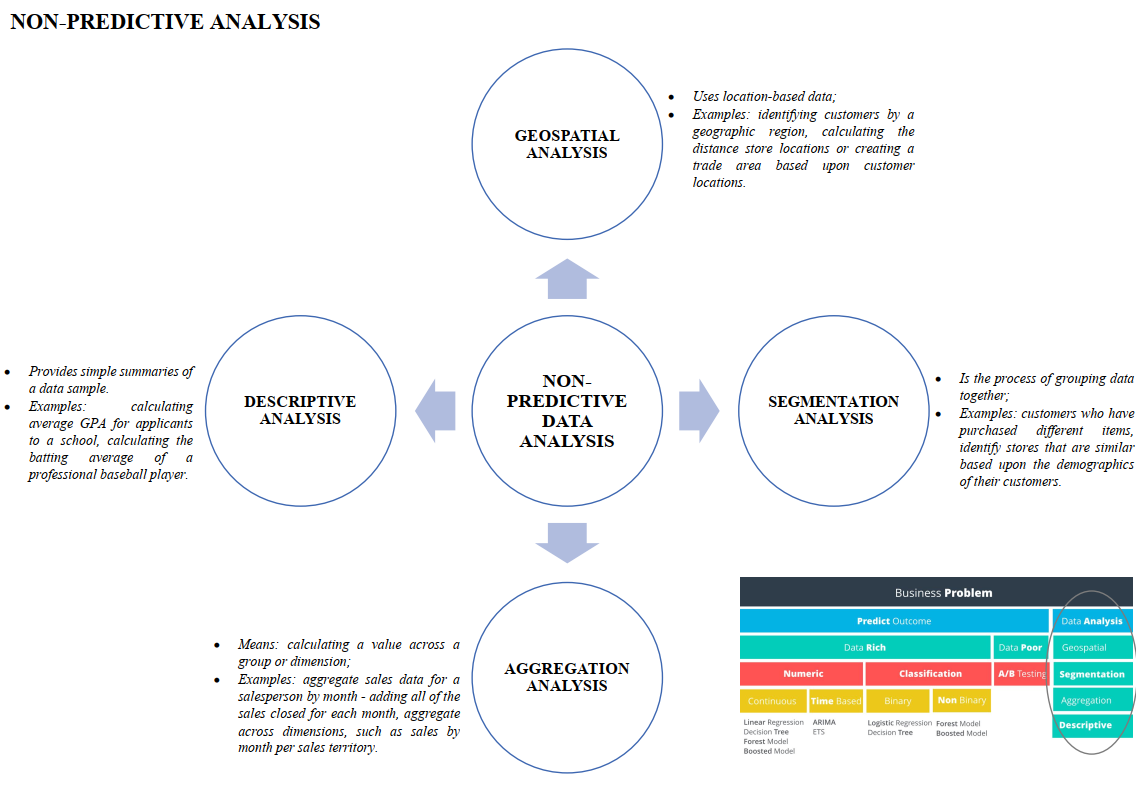 NON-PREDICTIVE ANALYSIS
GEOSPATIAL
ANALYSIS
• Uses location-based data;
• Examples: identifying customers by a
geographic region, calculating the
distance store locations or creating a
trade area based upon customer
locations.
• Provides simple summaries of
a data sample.
• Examples: calculating
average GPA for applicants
to a school, calculating the
batting average of a
professional baseball player.
DESCRIPTIVE
ANALYSIS
NON-
PREDICTIVE
DATA
ANALYSIS
SEGMENTATION
ANALYSIS
• Is the process of grouping data
together;
• Examples: customers who have
purchased different items,
identify stores that are similar
based upon the demographics
of their customers.
• Means: calculating a value across a
group or dimension;
• Examples: aggregate sales data for a
salesperson by month - adding all of the
sales closed for each month, aggregate
across dimensions, such as sales by
month per sales territory.
AGGREGATION
ANALYSIS
Business Problem
Predict Outcome
Data Analysis
Data Rich
Data Poor
Geospatial
Numeric
Classification
A/B Testing
Segmentation
Continuous
Time Based
Binary
Non Binary
Aggregation
Linear Regression
Decision Tree
Forest Model
Boosted Model
ARIMA
ETS
Logistic Regression
Decision Tree
Forest Model
Boosted Model
Descriptive